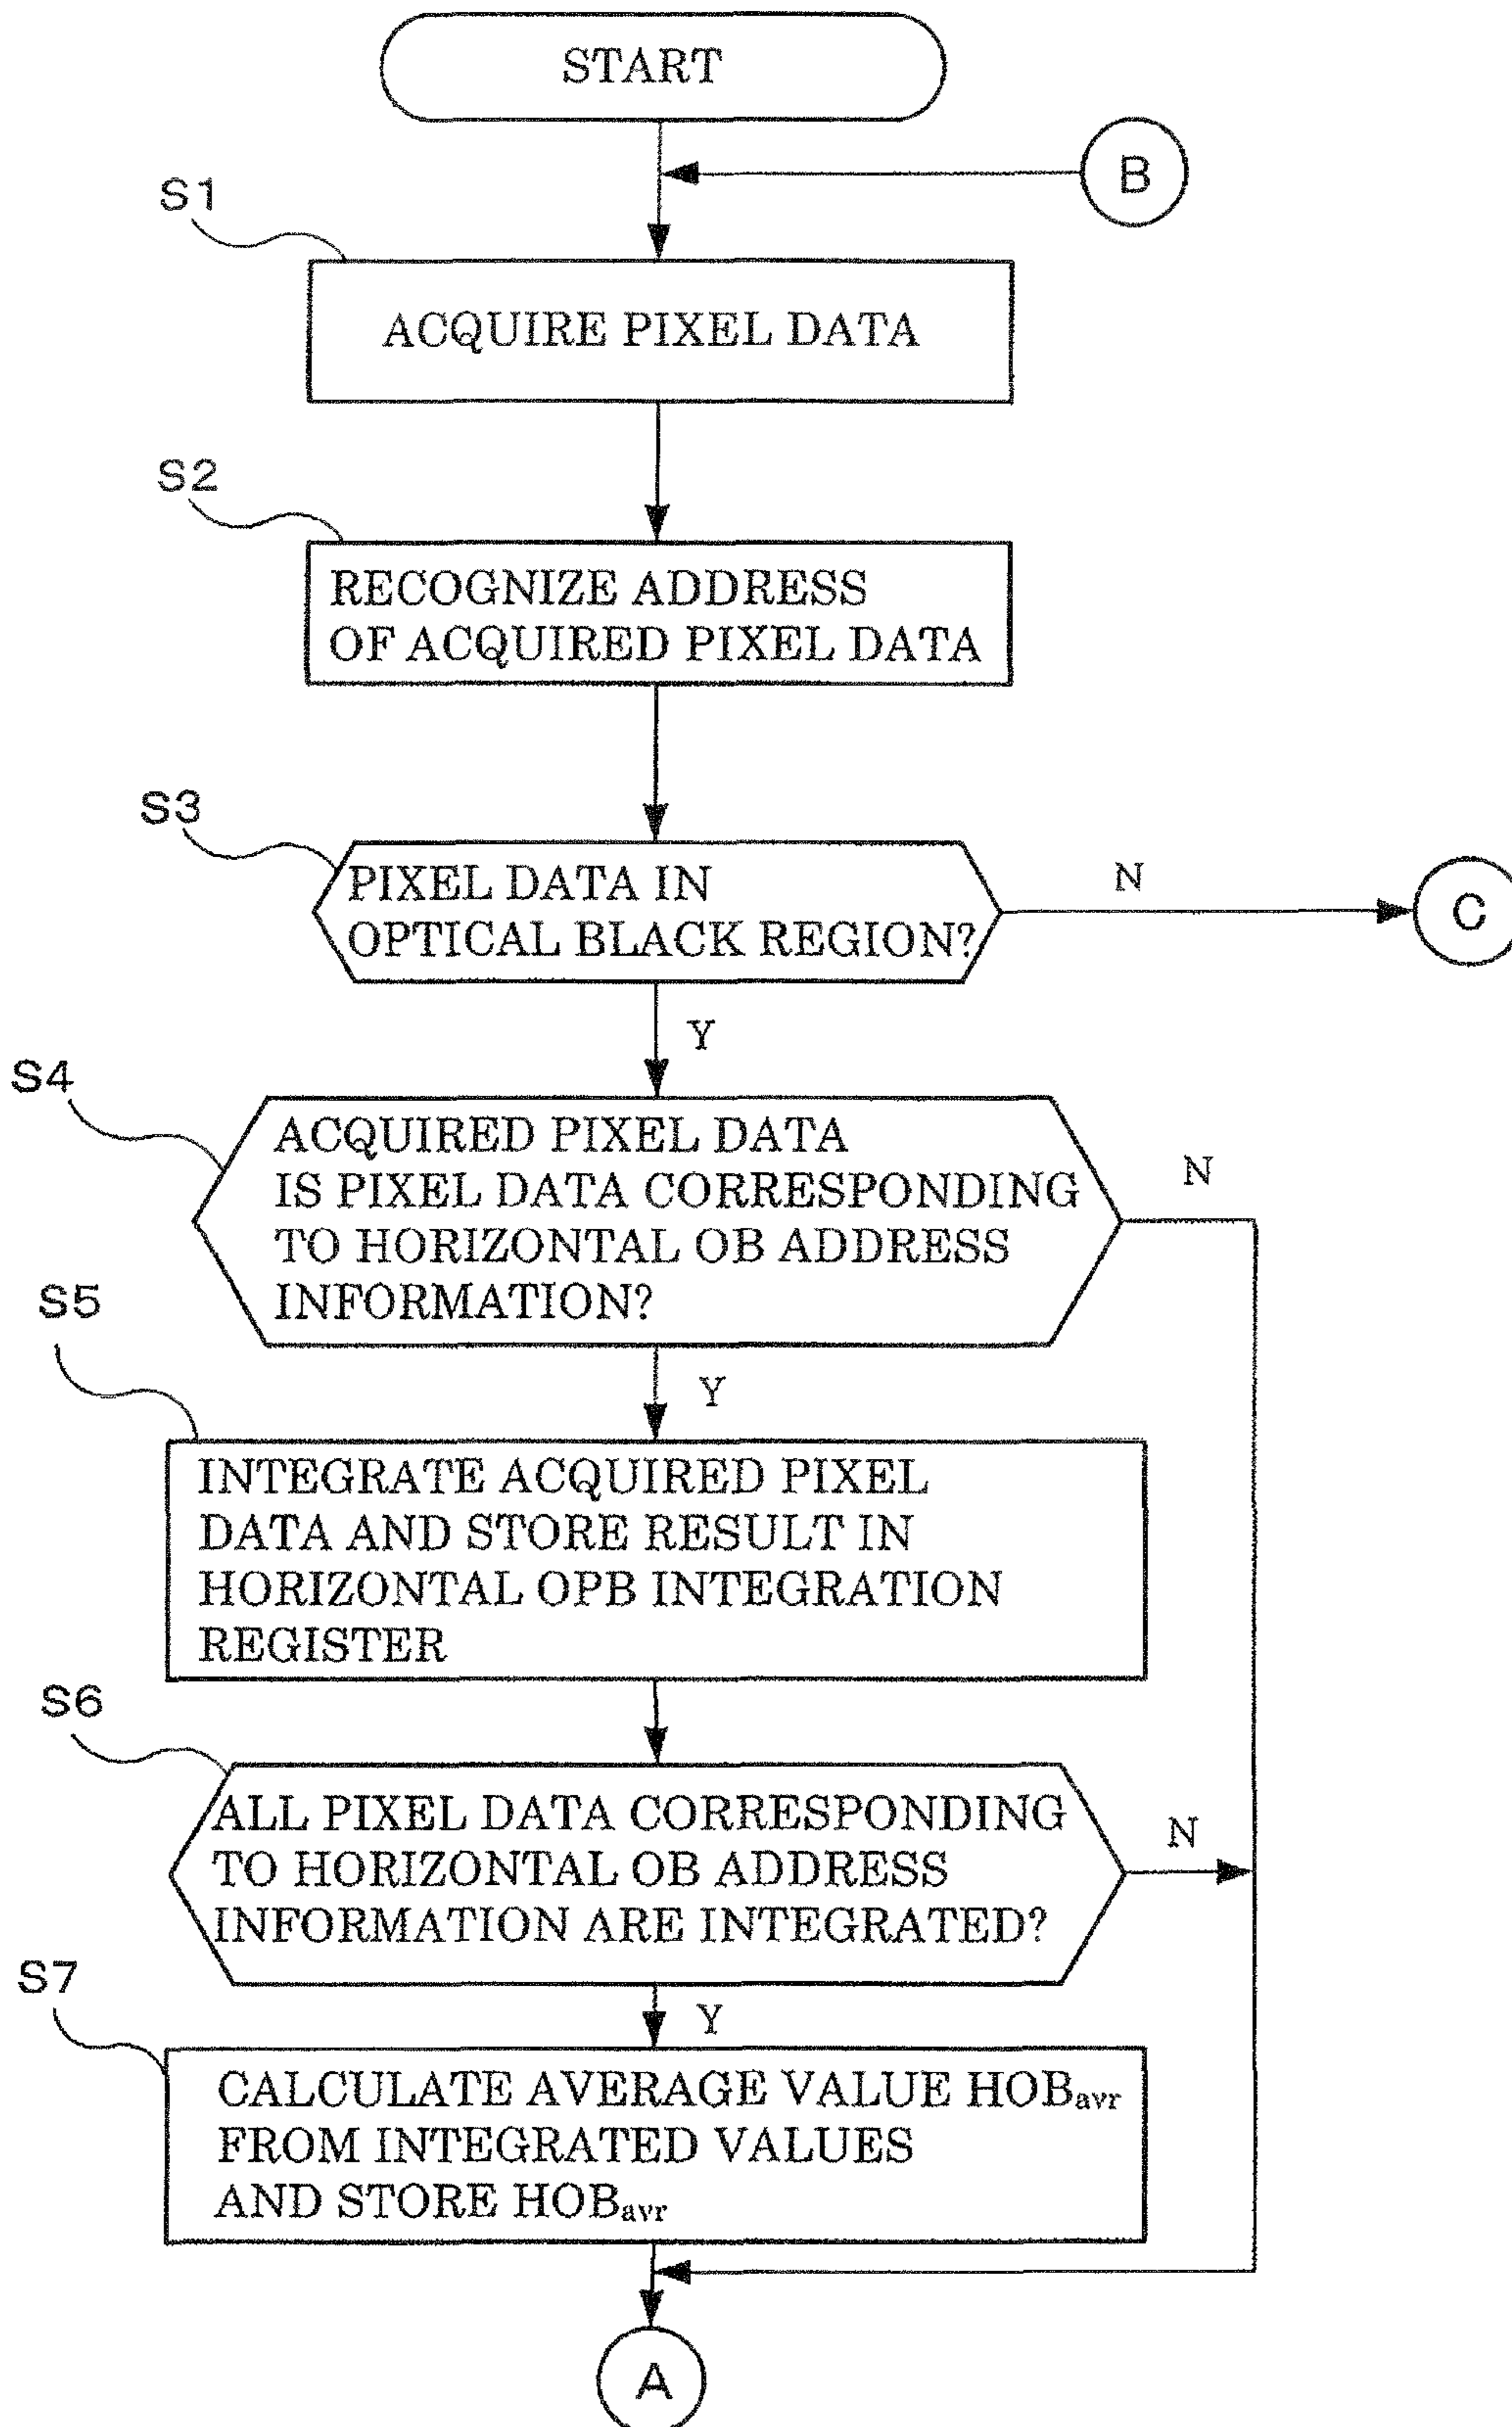 START
B
S1
ACQUIRE PIXEL DATA
S2
RECOGNIZE ADDRESS
OF ACQUIRED PIXEL DATA
S3
PIXEL DATA IN
OPTICAL BLACK REGION?
N
C
Y
S4
ACQUIRED PIXEL DATA
IS PIXEL DATA CORRESPONDING
TO HORIZONTAL OB ADDRESS
INFORMATION?
N
Y
S5
INTEGRATE ACQUIRED PIXEL
DATA AND STORE RESULT IN
HORIZONTAL OPB INTEGRATION
REGISTER
S6
ALL PIXEL DATA CORRESPONDING
TO HORIZONTAL OB ADDRESS
INFORMATION ARE INTEGRATED?
N
Y
S7
CALCULATE AVERAGE VALUE HOBavr
FROM INTEGRATED VALUES
AND STORE HOBavr
A